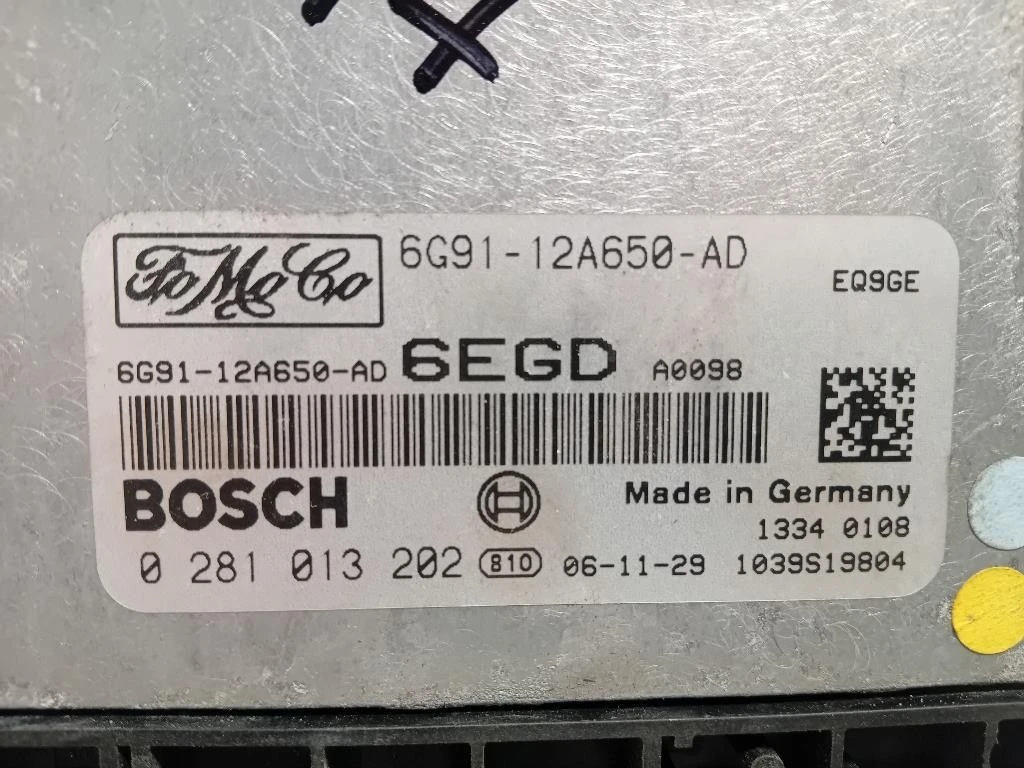 FoMoCo 6G91-12A650-AD
EQ9GE
6G91-12A650-AD 6EGD A0098
BOSCH Made in Germany
1334 0108
0 281 013 202 810 06-11-29 1039S19804